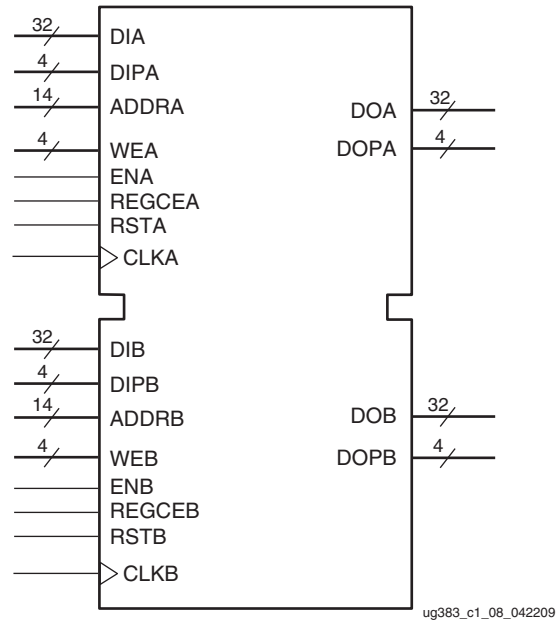 32
DIA
4
DIPA
14
ADDRA
DOA
32
4
WEA
DOPA
4
ENA
REGCEA
RSTA
CLKA
32
DIB
4
DIPB
14
ADDRB
DOB
32
4
WEB
DOPB
4
ENB
REGCEB
RSTB
CLKB
ug383_c1_08_042209